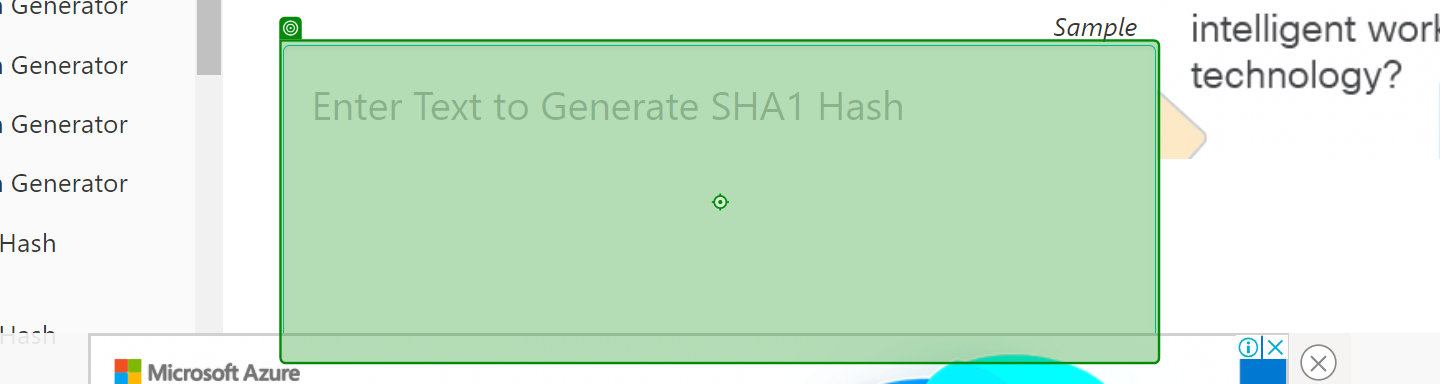 Generator
Generator
Generator
Generator
Hash
Hash
Sample
Enter Text to Generate SHA1 Hash
intelligent work
technology?
Microsoft Azure